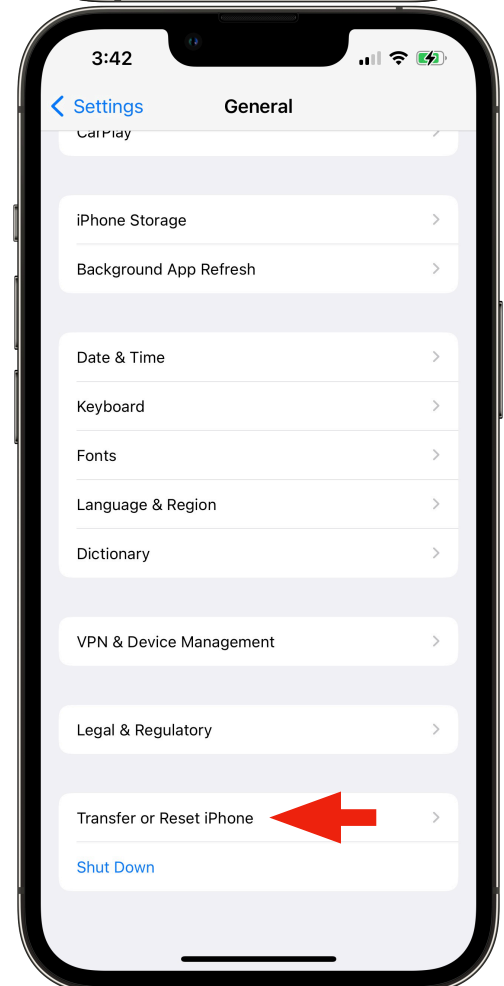 3:42
Settings
General
CarPlay
iPhone Storage
Background App Refresh
Date & Time
Keyboard
Fonts
Language & Region
Dictionary
VPN & Device Management
Legal & Regulatory
Transfer or Reset iPhone
Shut Down